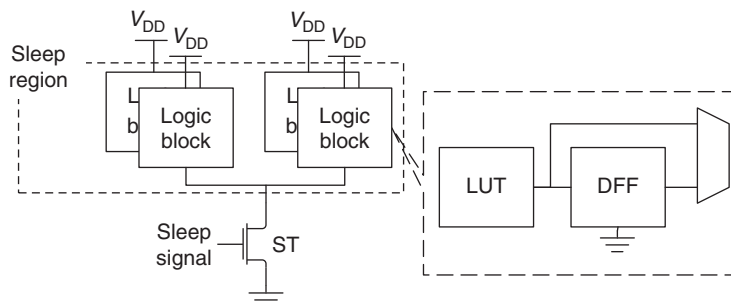 V_DD
V_DD
V_DD
V_DD
Sleep
region
L
b
Logic
block
L
b
Logic
block
LUT
DFF
Sleep
signal
ST